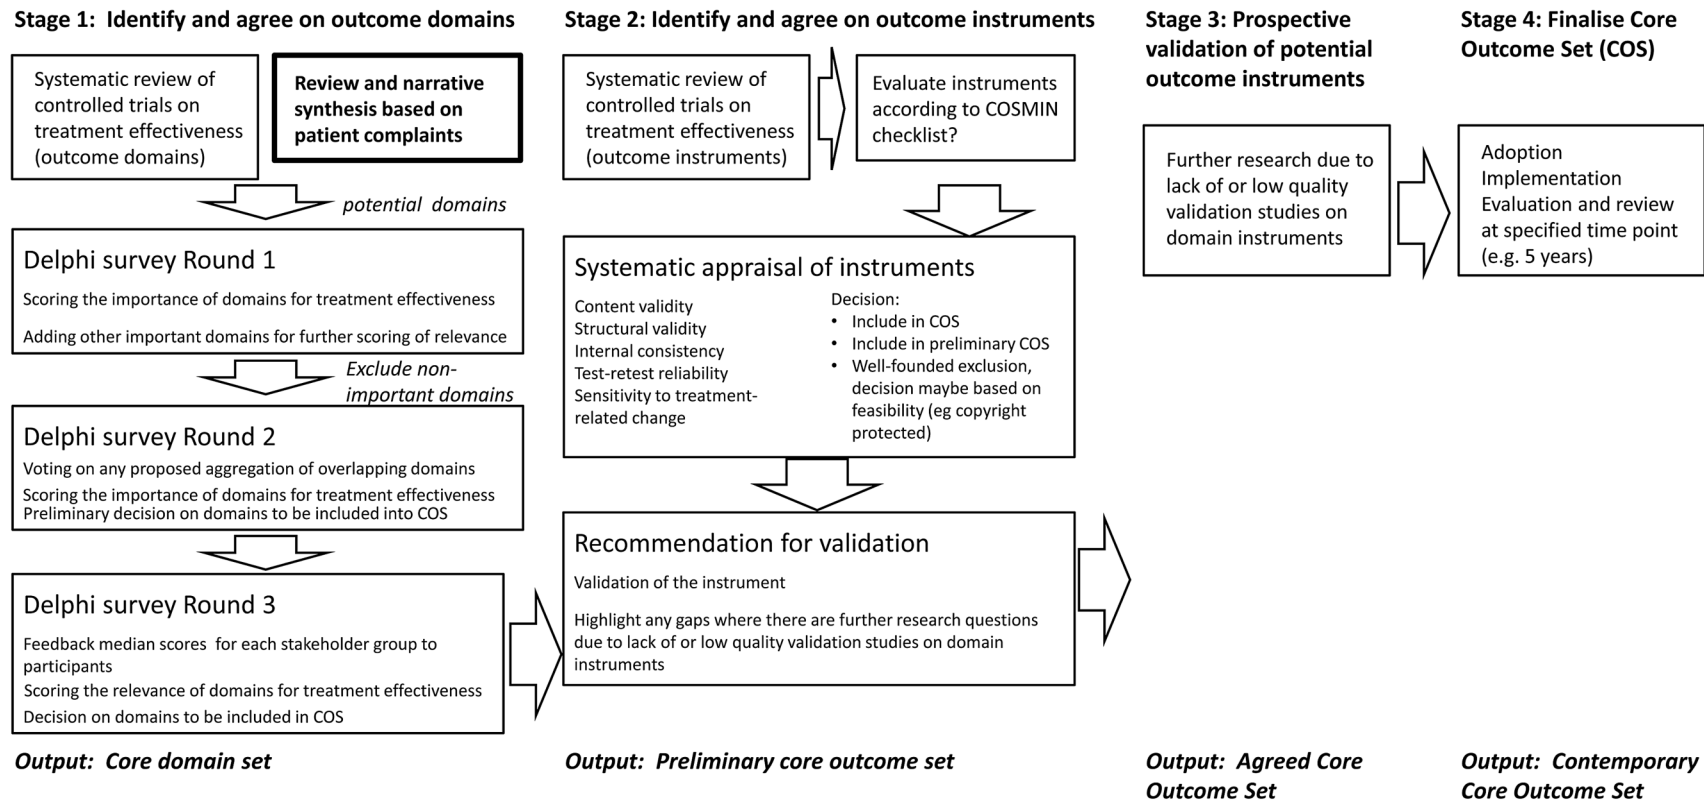 Stage 1: Identify and agree on outcome domains
Systematic review of
controlled trials on
treatment effectiveness
(outcome domains)
Review and narrative
synthesis based on
patient complaints
potential domains
Delphi survey Round 1
Scoring the importance of domains for treatment effectiveness
Adding other important domains for further scoring of relevance
Exclude non-
important domains
Delphi survey Round 2
Voting on any proposed aggregation of overlapping domains
Scoring the importance of domains for treatment effectiveness
Preliminary decision on domains to be included into COS
Delphi survey Round 3
Feedback median scores for each stakeholder group to
participants
Scoring the relevance of domains for treatment effectiveness
Decision on domains to be included in COS
Output: Core domain set
Stage 2: Identify and agree on outcome instruments
Systematic review of
controlled trials on
treatment effectiveness
(outcome instruments)
Evaluate instruments
according to COSMIN
checklist?
Systematic appraisal of instruments
Content validity
Structural validity
Internal consistency
Test-retest reliability
Sensitivity to treatment-
related change
Decision:
• Include in COS
• Include in preliminary COS
• Well-founded exclusion,
decision maybe based on
feasibility (eg copyright
protected)
Recommendation for validation
Validation of the instrument
Highlight any gaps where there are further research questions
due to lack of or low quality validation studies on domain
instruments
Output: Preliminary core outcome set
Stage 3: Prospective
validation of potential
outcome instruments
Further research due to
lack of or low quality
validation studies on
domain instruments
Output: Agreed Core
Outcome Set
Stage 4: Finalise Core
Outcome Set (COS)
Adoption
Implementation
Evaluation and review
at specified time point
(e.g. 5 years)
Output: Contemporary
Core Outcome Set